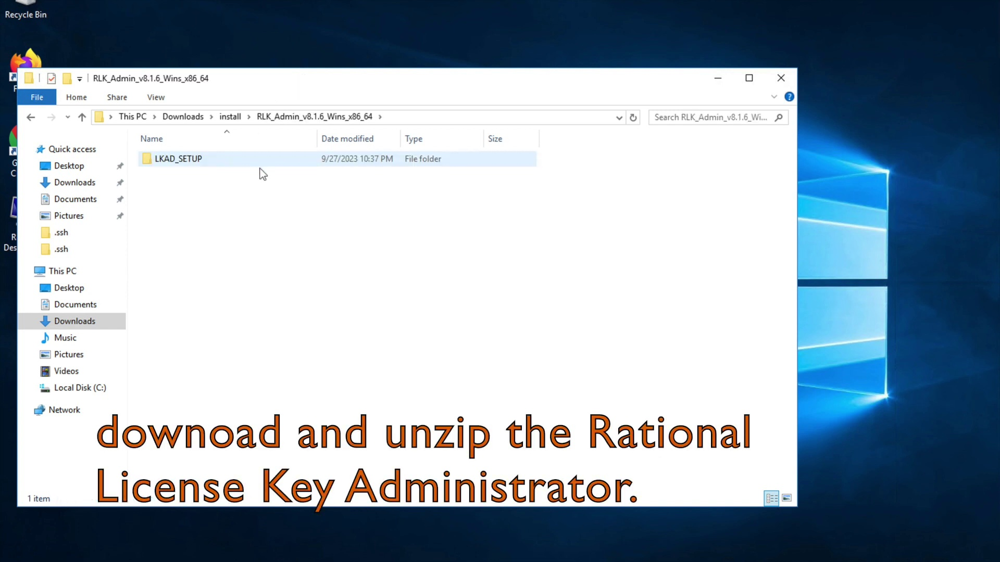 Recycle Bin
RLK_Admin_v8.1.6_Wins_x86_64
File Home Share View
This PC Downloads install RLK_Admin_v8.1.6_Wins_x86_64
Search RLK_Admin_v8.1.6_Wi...
Name Date modified Type Size
LKAD_SETUP 9/27/2023 10:37 PM File folder
Quick access
Desktop
Downloads
Documents
Pictures
.ssh
.ssh
This PC
Desktop
Documents
Downloads
Music
Pictures
Videos
Local Disk (C:)
Network
downoad and unzip the Rational
License Key Administrator.
1 item